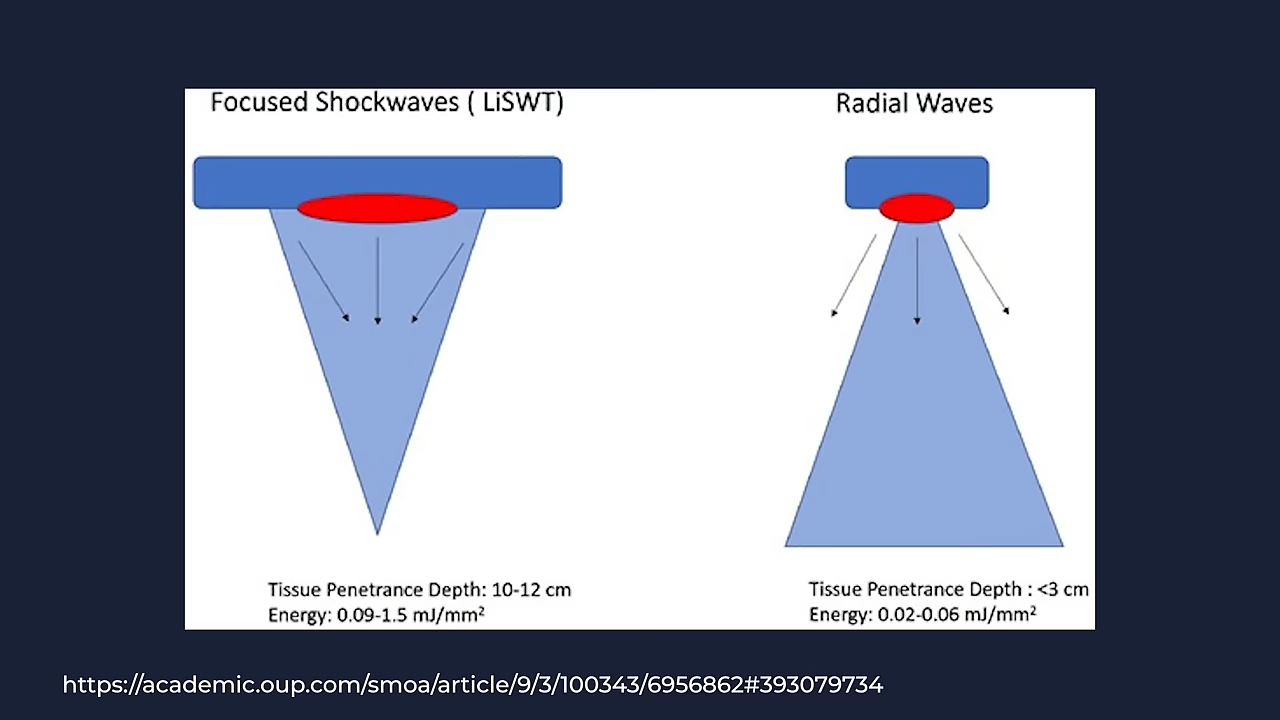 Focused Shockwaves ( LiSWT)
Radial Waves
Tissue Penetrance Depth: 10-12 cm
Energy: 0.09-1.5 mJ/mm²
Tissue Penetrance Depth : <3 cm
Energy: 0.02-0.06 mJ/mm²
https://academic.oup.com/smoa/article/9/3/100343/6956862#393079734